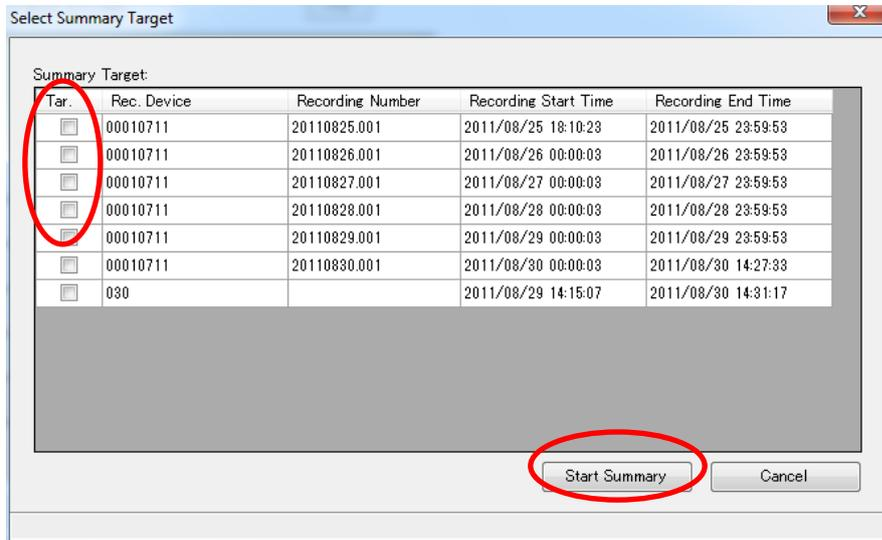 Select Summary Target
Summary Target:
Tar. Rec. Device Recording Number Recording Start Time Recording End Time
00010711 20110825.001 2011/08/25 18:10:23 2011/08/25 23:59:53
00010711 20110826.001 2011/08/26 00:00:03 2011/08/26 23:59:53
00010711 20110827.001 2011/08/27 00:00:03 2011/08/27 23:59:53
00010711 20110828.001 2011/08/28 00:00:03 2011/08/28 23:59:53
00010711 20110829.001 2011/08/29 00:00:03 2011/08/29 23:59:53
00010711 20110830.001 2011/08/30 00:00:03 2011/08/30 14:27:33
030 2011/08/29 14:15:07 2011/08/30 14:31:17
Start Summary Cancel